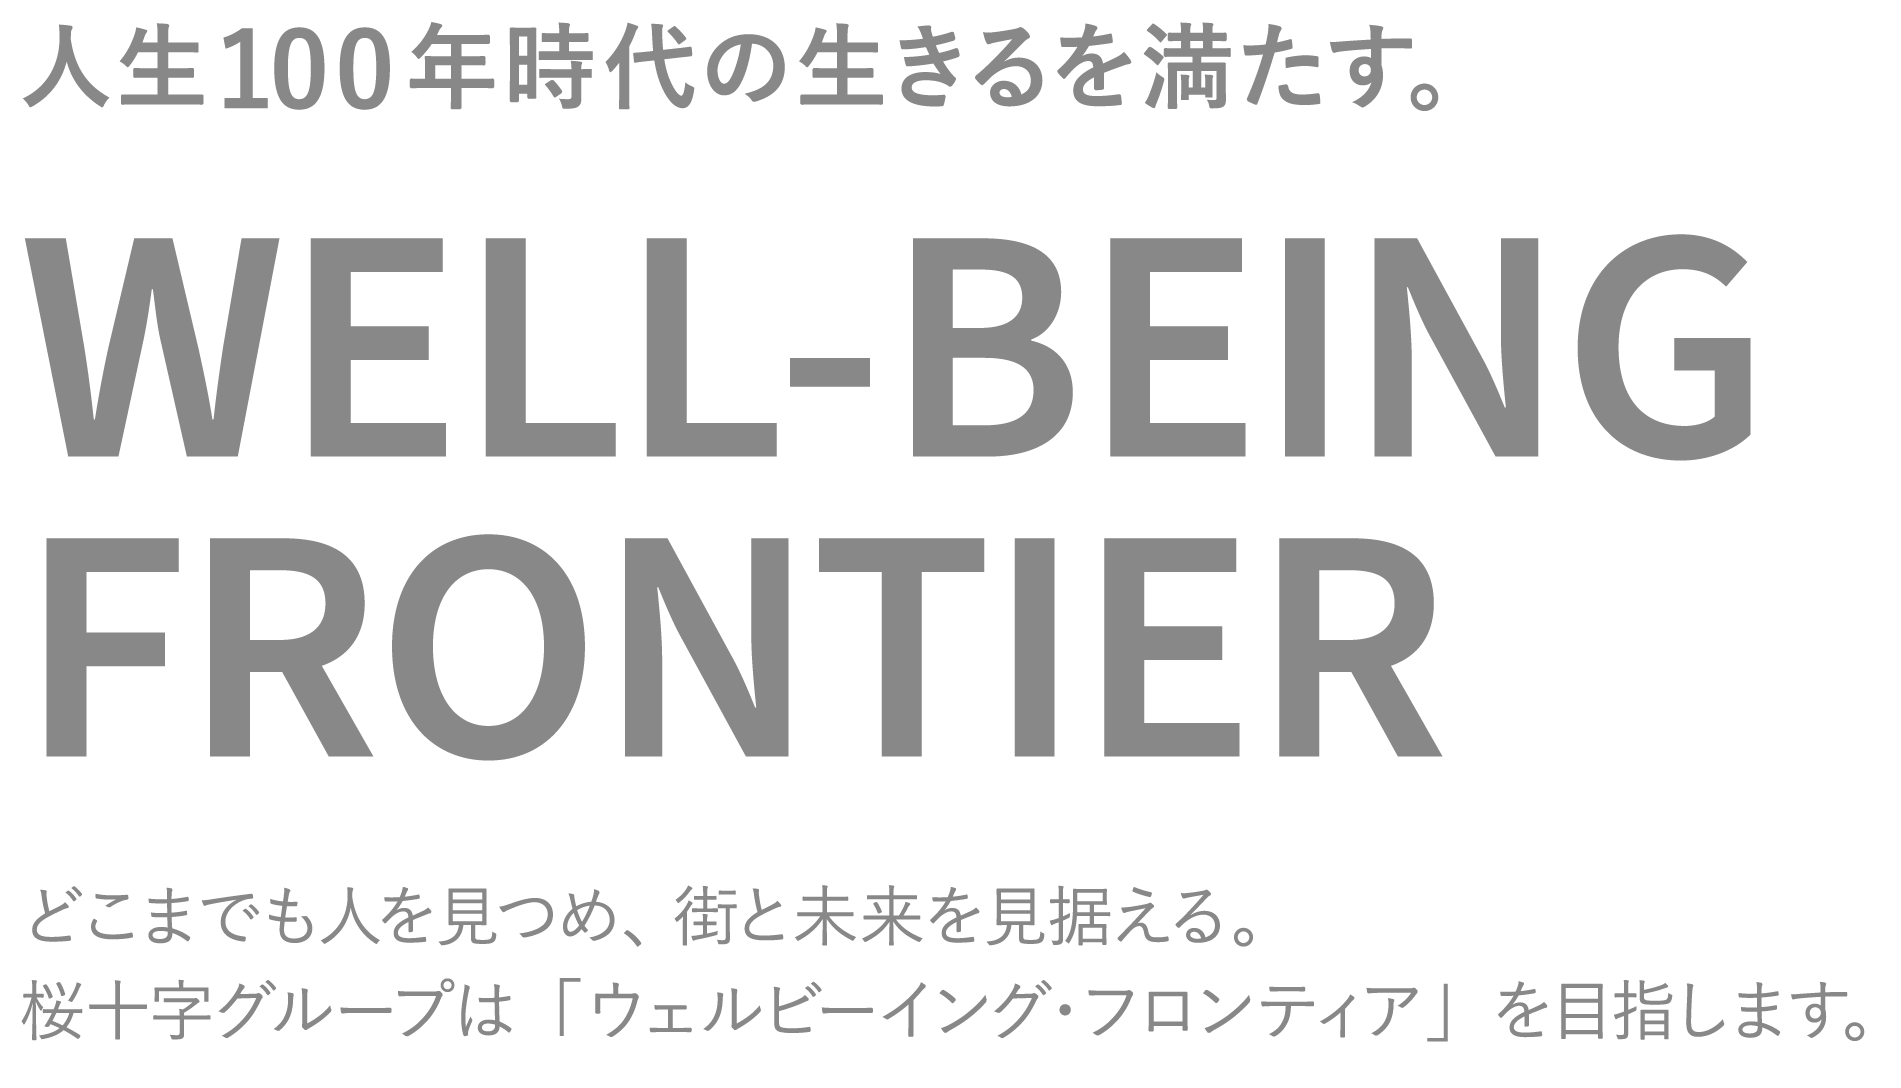 人生100年時代の生きるを満たす。
WELL-BEING
FRONTIER
どこまでも人を見つめ、街と未来を見据える。
桜十字グループは「ウェルビーイング・フロンティア」を目指します。